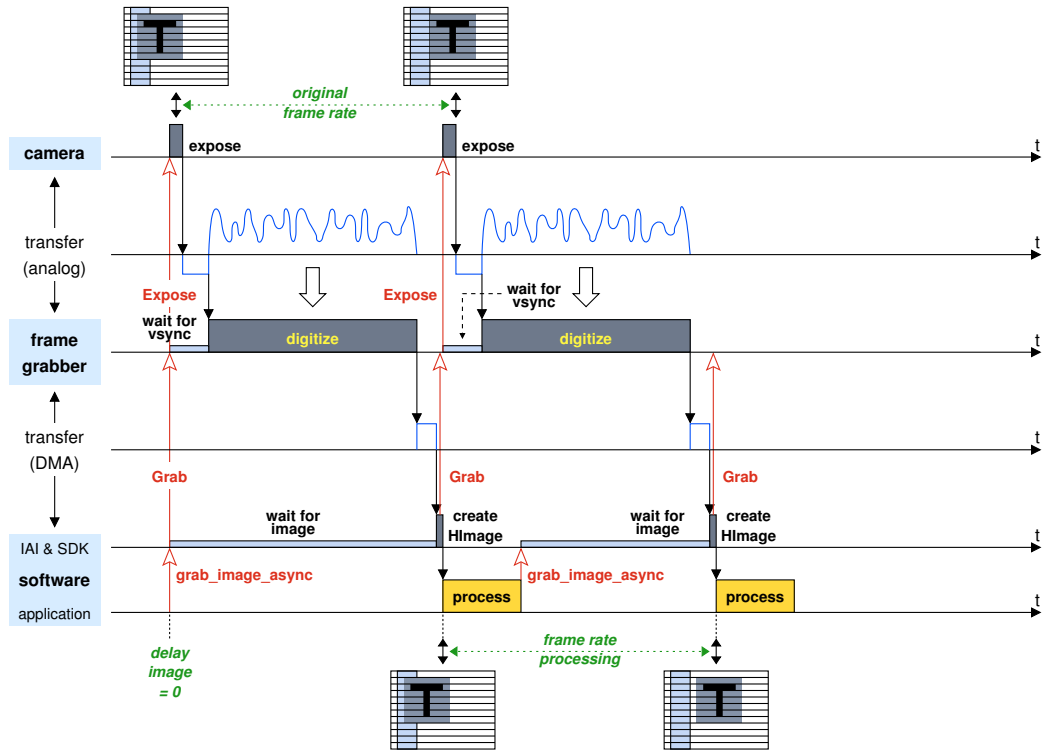 T
T
original
frame rate
expose
expose
t
camera
transfer
(analog)
t
Expose
Expose
wait for
vsync
wait for
vsync
frame
grabber
digitize
digitize
t
transfer
(DMA)
t
Grab
Grab
Grab
wait for
image
create
HImage
wait for
image
create
HImage
t
IAI & SDK
software
application
grab_image_async
grab_image_async
process
process
t
delay
image
= 0
frame rate
processing
T
T